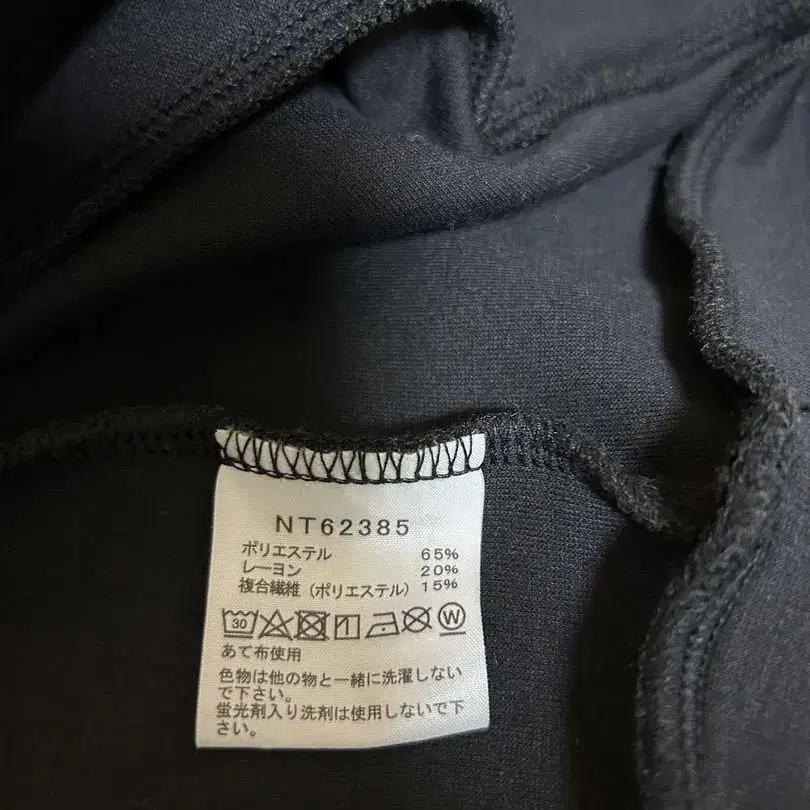 NT62385
ポリエステル 65%
レーヨン 20%
複合繊維(ポリエステル) 15%
30 W
あて布使用
色物は他の物と一緒に洗濯しない
で下さい。
蛍光剤入り洗剤は使用しないで下
さい。